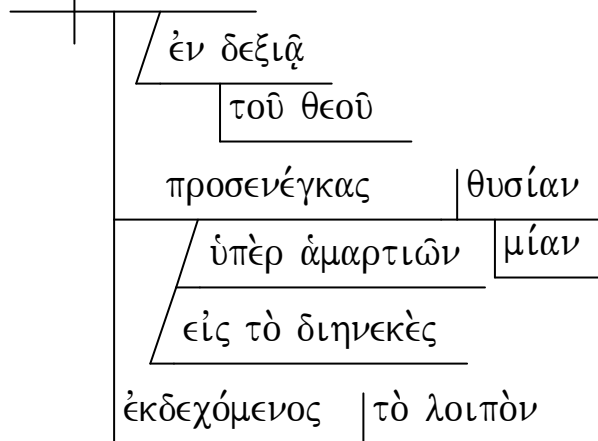 ἐν δεξιᾷ
τοῦ θεοῦ
προσενέγκας θυσίαν
ὑπὲρ ἁμαρτιῶν μίαν
εἰς τὸ διηνεκὲς
ἐκδεχόμενος τὸ λοιπὸν